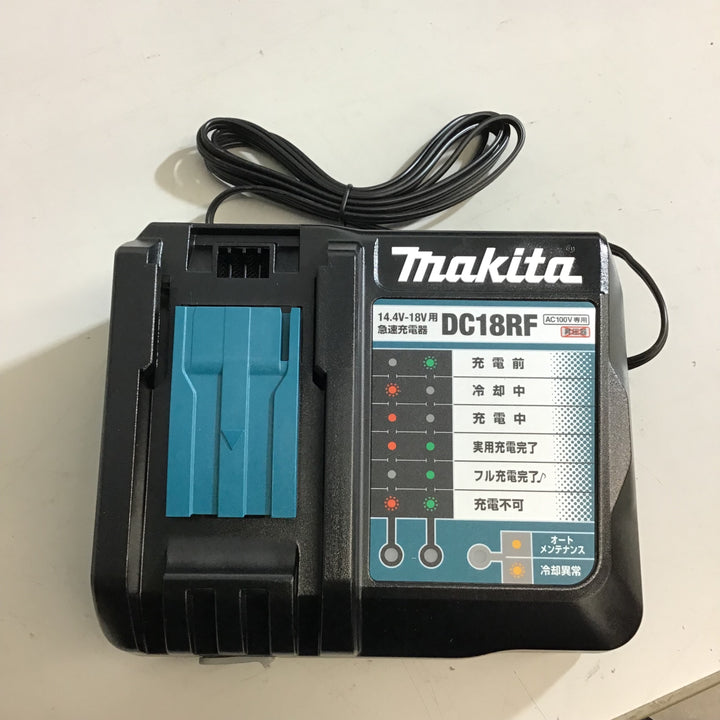 makita
14.4V-18V用
急速充電器
DC18RF
AC100V専用
充電前
冷却中
充電中
実用充電完了
フル充電完了♪
充電不可
オート
メンテナンス
冷却異常